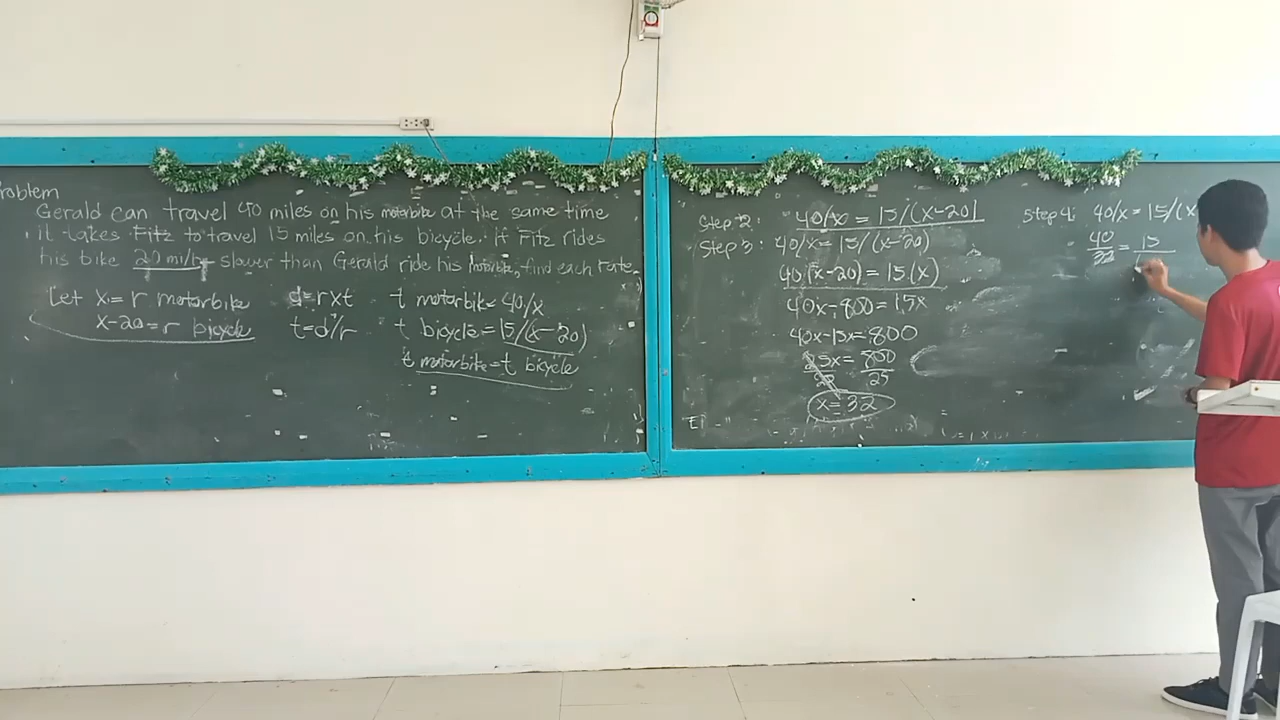 roblem
Gerald can travel 40 miles on his motorbike at the same time
it takes Fitz to travel 15 miles on his bicycle. If Fitz rides
his bike 20 mi/hr slower than Gerald ride his motorbike, find each rate.
Let x = r motorbike
x-20 = r bicycle
d=rxt
t=d/r
t motorbike = 40/x
t bicycle = 15/(x-20)
t motorbike = t bicycle
Step 2: 40/x = 15/(x-20)
Step 3: 40/x = 15/(x-20)
40(x-20) = 15(x)
40x-800 = 15x
40x-15x = 800
25x = 800
25 25
x = 32
Step 4: 40/x = 15/(x
40 = 15
32